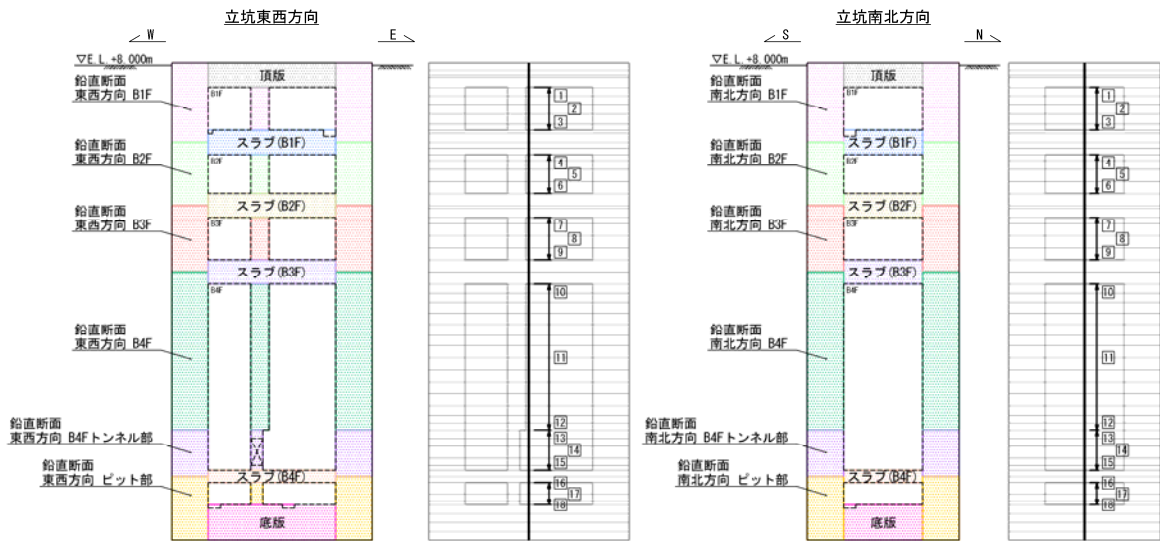 立坑東西方向
W
E
▽E.L.+8.000m
頂版
鉛直断面
東西方向 B1F
B1F
スラブ(B1F)
鉛直断面
東西方向 B2F
B2F
スラブ(B2F)
鉛直断面
東西方向 B3F
B3F
スラブ(B3F)
B4F
鉛直断面
東西方向 B4F
鉛直断面
東西方向 B4Fトンネル部
鉛直断面
東西方向 ピット部
スラブ(B4F)
底版
1
2
3
4
5
6
7
8
9
10
11
12
13
14
15
16
17
18
立坑南北方向
S
N
▽E.L.+8.000m
頂版
鉛直断面
南北方向 B1F
B1F
スラブ(B1F)
鉛直断面
南北方向 B2F
B2F
スラブ(B2F)
鉛直断面
南北方向 B3F
B3F
スラブ(B3F)
B4F
鉛直断面
南北方向 B4F
鉛直断面
南北方向 B4Fトンネル部
鉛直断面
南北方向 ピット部
スラブ(B4F)
底版
1
2
3
4
5
6
7
8
9
10
11
12
13
14
15
16
17
18